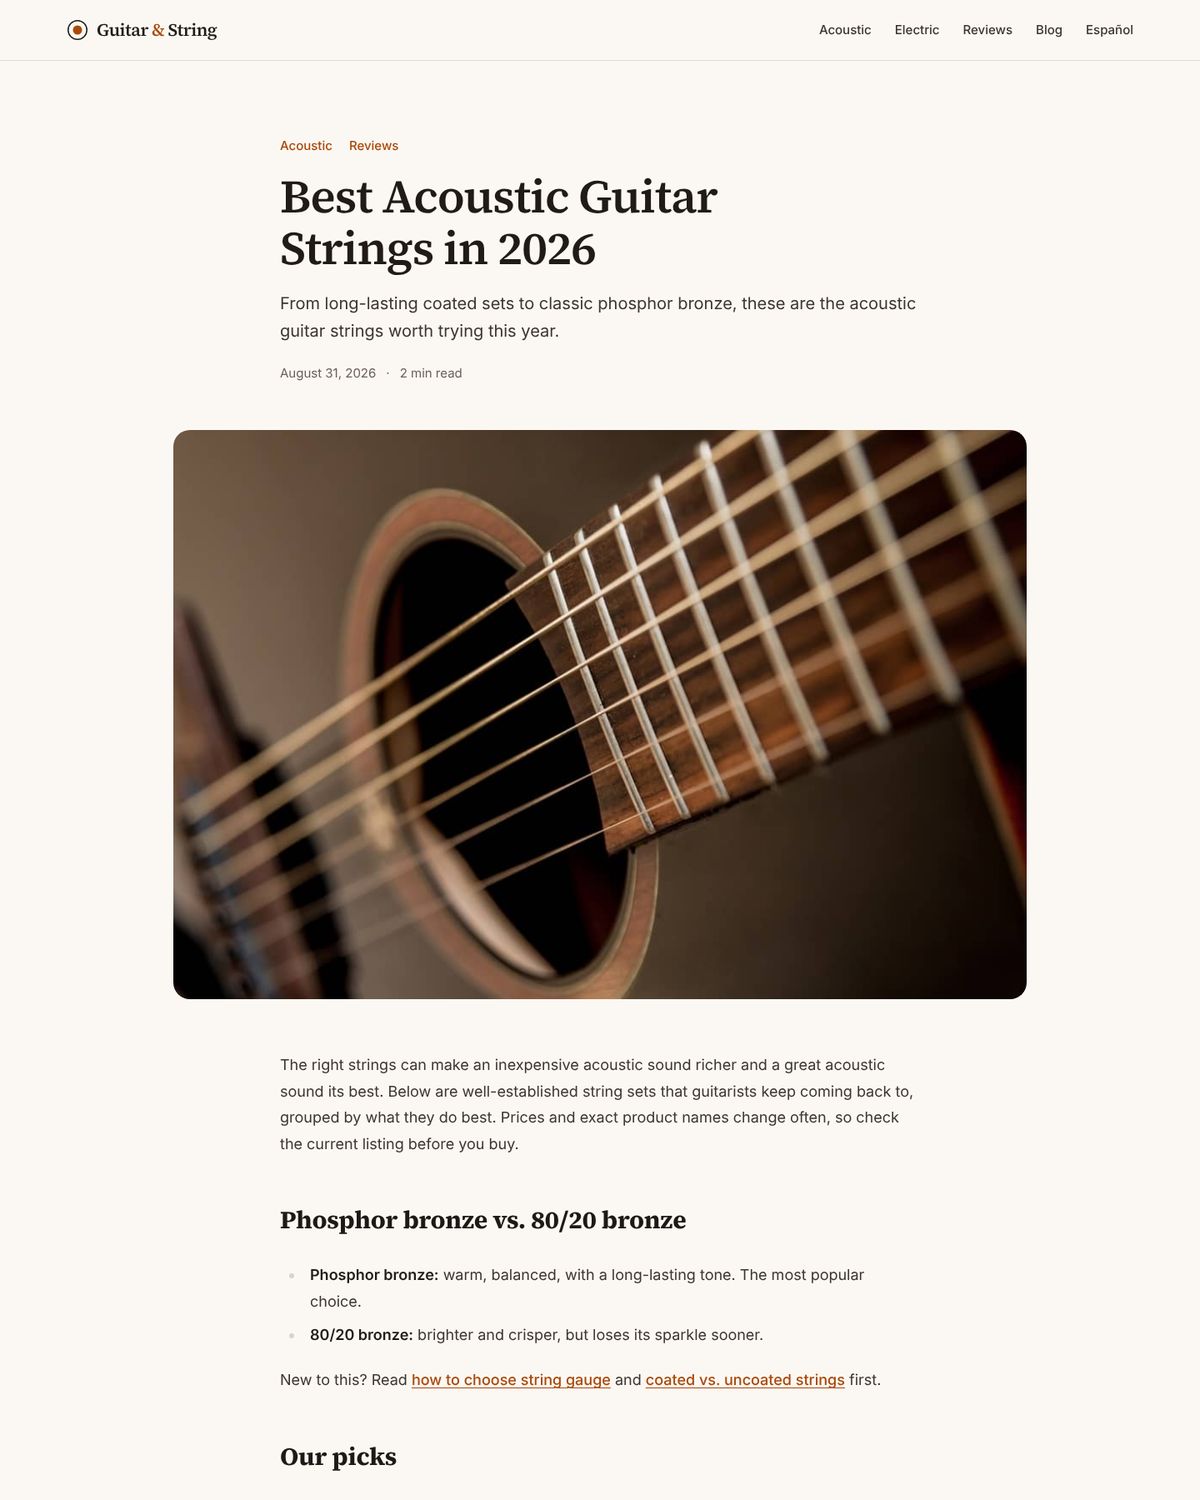 Guitar & String
Acoustic Electric Reviews Blog Español
Acoustic Reviews
Best Acoustic Guitar
Strings in 2026
From long-lasting coated sets to classic phosphor bronze, these are the acoustic
guitar strings worth trying this year.
August 31, 2026 · 2 min read
The right strings can make an inexpensive acoustic sound richer and a great acoustic
sound its best. Below are well-established string sets that guitarists keep coming back to,
grouped by what they do best. Prices and exact product names change often, so check
the current listing before you buy.
Phosphor bronze vs. 80/20 bronze
Phosphor bronze: warm, balanced, with a long-lasting tone. The most popular
choice.
80/20 bronze: brighter and crisper, but loses its sparkle sooner.
New to this? Read how to choose string gauge and coated vs. uncoated strings first.
Our picks